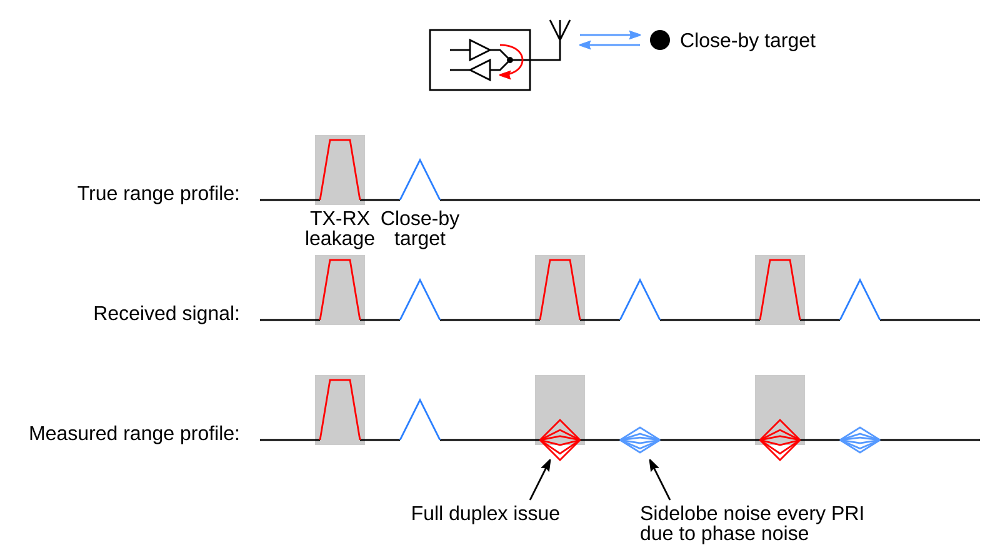 Close-by target
True range profile:
TX-RX
leakage
Close-by
target
Received signal:
Measured range profile:
Full duplex issue
Sidelobe noise every PRI
due to phase noise